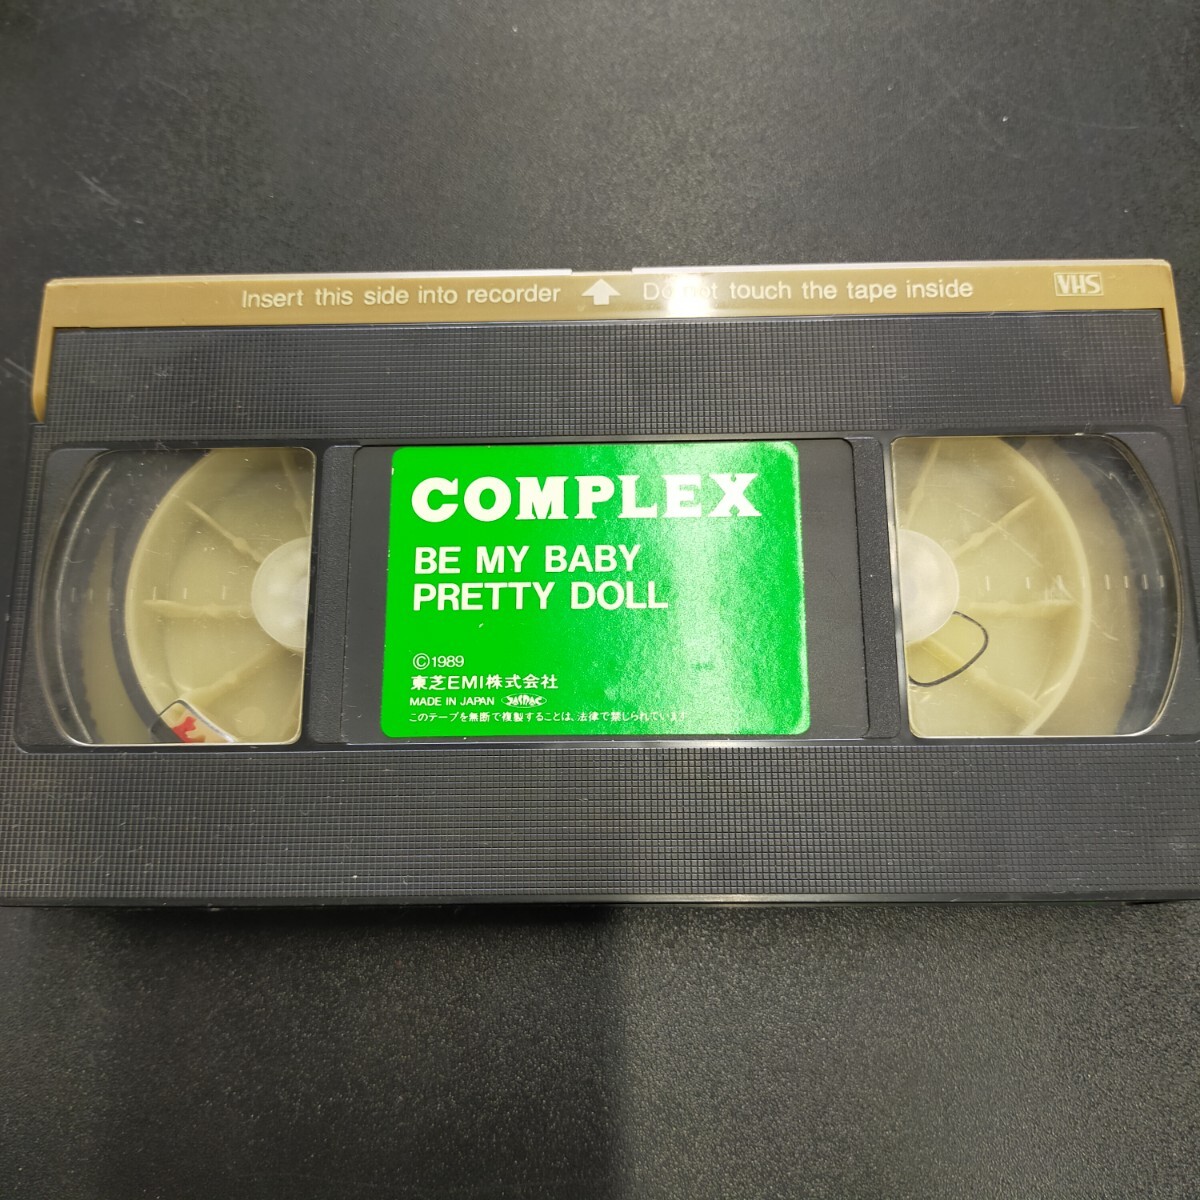 Insert this side into recorder Do not touch the tape inside VHS
COMPLEX
BE MY BABY
PRETTY DOLL
©1989
東芝EMI株式会社
MADE IN JAPAN
このテープを無断で複製することは、法律で禁じられています